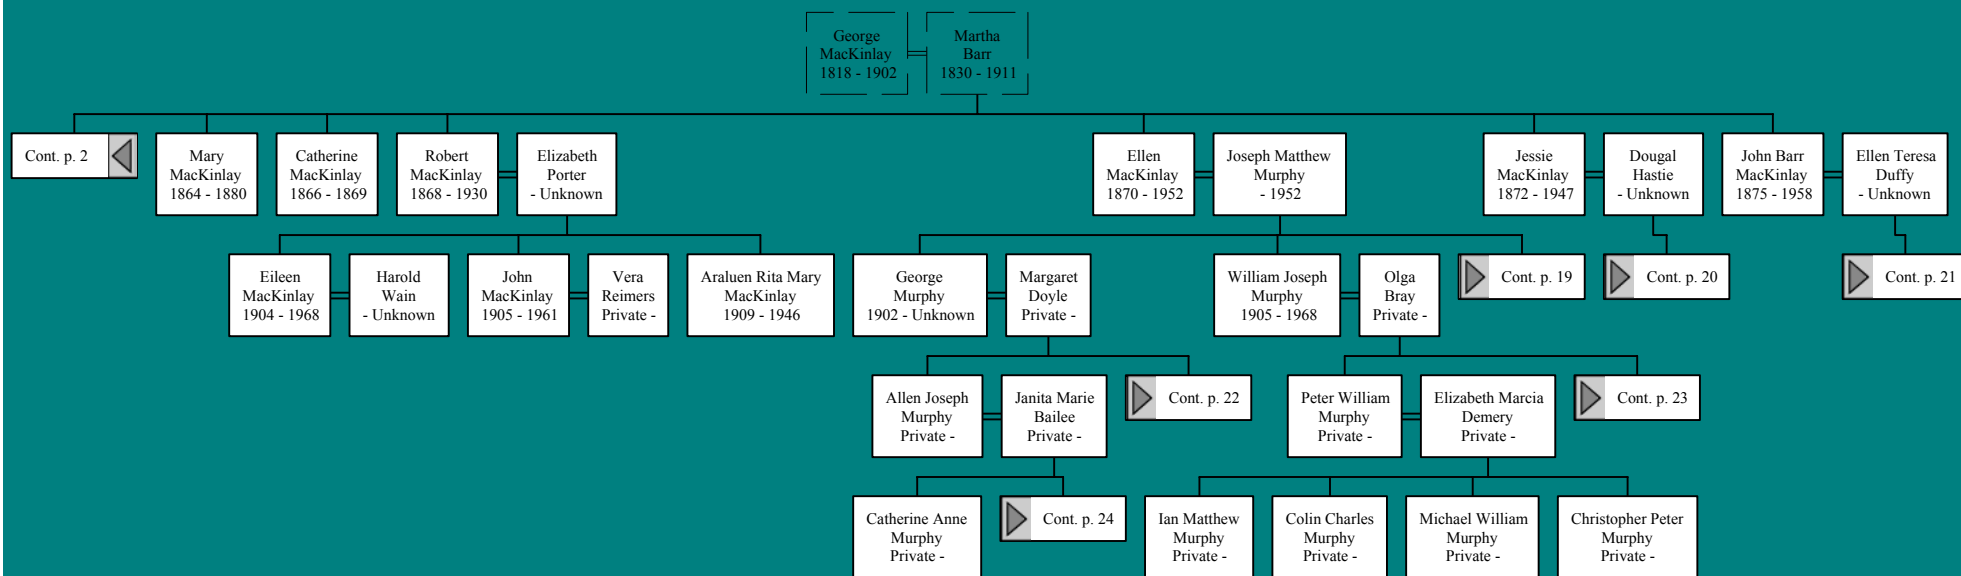 George
MacKinlay
1818 - 1902
Martha
Barr
1830 - 1911
Cont. p. 2
Mary
MacKinlay
1864 - 1880
Catherine
MacKinlay
1866 - 1869
Robert
MacKinlay
1868 - 1930
Elizabeth
Porter
- Unknown
Ellen
MacKinlay
1870 - 1952
Joseph Matthew
Murphy
- 1952
Jessie
MacKinlay
1872 - 1947
Dougal
Hastie
- Unknown
John Barr
MacKinlay
1875 - 1958
Ellen Teresa
Duffy
- Unknown
Eileen
MacKinlay
1904 - 1968
Harold
Wain
- Unknown
John
MacKinlay
1905 - 1961
Vera
Reimers
Private -
Araluen Rita Mary
MacKinlay
1909 - 1946
George
Murphy
1902 - Unknown
Margaret
Doyle
Private -
William Joseph
Murphy
1905 - 1968
Olga
Bray
Private -
Cont. p. 19
Cont. p. 20
Cont. p. 21
Allen Joseph
Murphy
Private -
Janita Marie
Bailee
Private -
Cont. p. 22
Peter William
Murphy
Private -
Elizabeth Marcia
Demery
Private -
Cont. p. 23
Catherine Anne
Murphy
Private -
Cont. p. 24
Ian Matthew
Murphy
Private -
Colin Charles
Murphy
Private -
Michael William
Murphy
Private -
Christopher Peter
Murphy
Private -